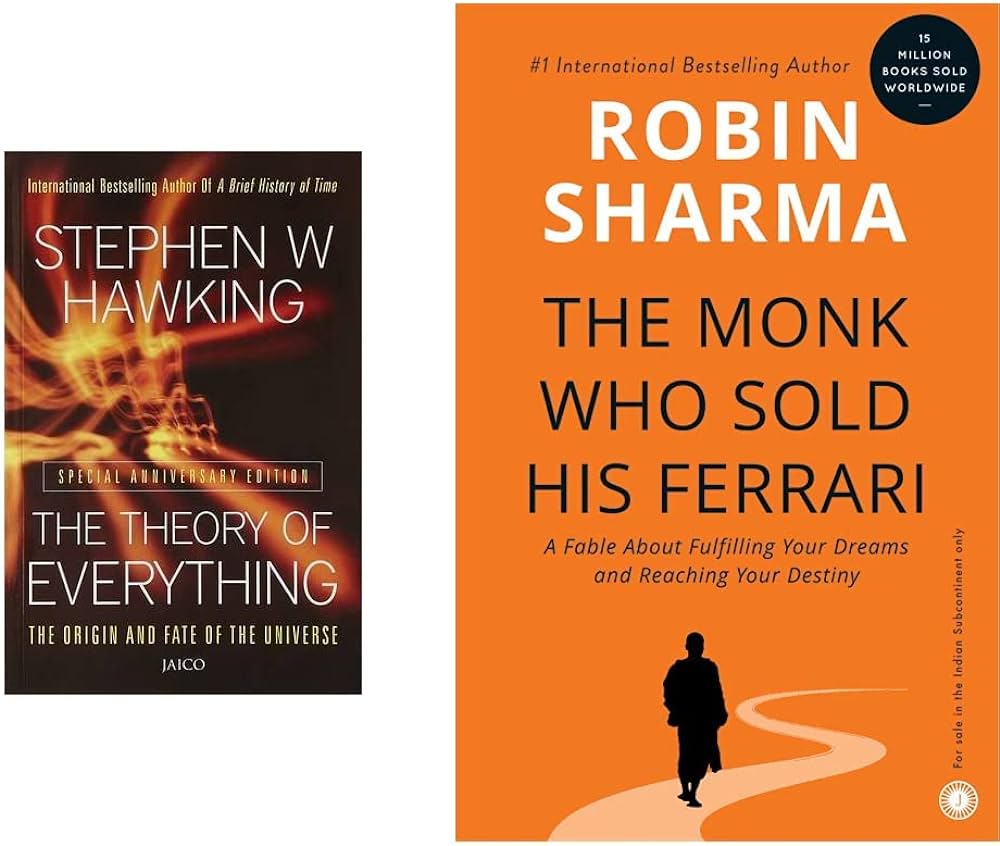 International Bestselling Author Of A Brief History of Time
STEPHEN W
HAWKING
SPECIAL ANNIVERSARY EDITION
THE THEORY OF
EVERYTHING
THE ORIGIN AND FATE OF THE UNIVERSE
JAICO
15
MILLION
BOOKS SOLD
WORLDWIDE
#1 International Bestselling Author
ROBIN
SHARMA
THE MONK
WHO SOLD
HIS FERRARI
A Fable About Fulfilling Your Dreams
and Reaching Your Destiny
For sale in the Indian Subcontinent only
J